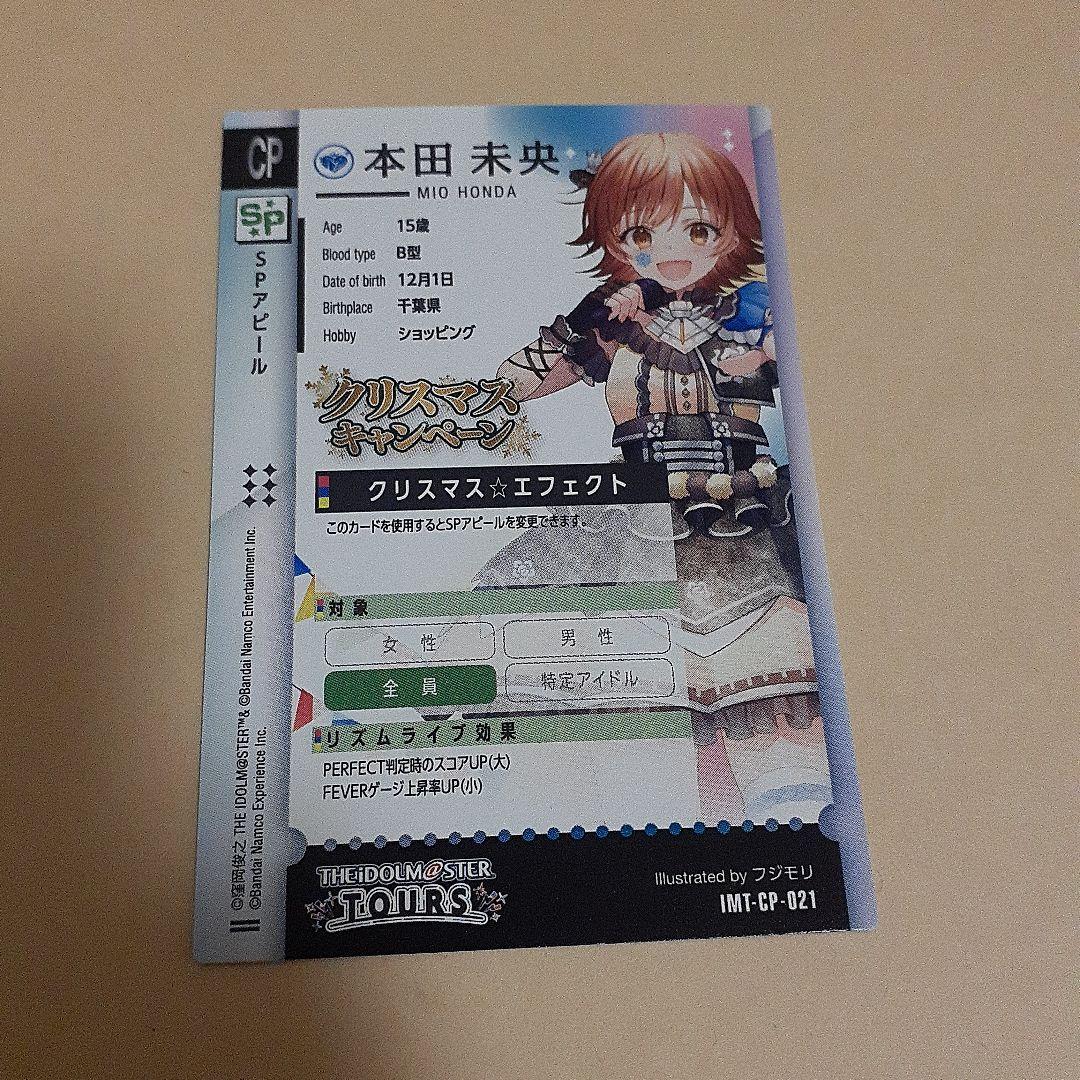 CP
SP
SPアピール
本田 未央
MIO HONDA
Age 15歳
Blood type B型
Date of birth 12月1日
Birthplace 千葉県
Hobby ショッピング
クリスマス
キャンペーン
クリスマス☆エフェクト
このカードを使用するとSPアピールを変更できます。
対象
女性
男性
全員
特定アイドル
リズムライブ効果
PERFECT判定時のスコアUP(大)
FEVERゲージ上昇率UP(小)
THE iDOLM@STER
TOURS
Illustrated by フジモリ
IMT-CP-021
©窪岡俊之 THE IDOLM@STER™& ©Bandai Namco Entertainment Inc.
©Bandai Namco Experience Inc.